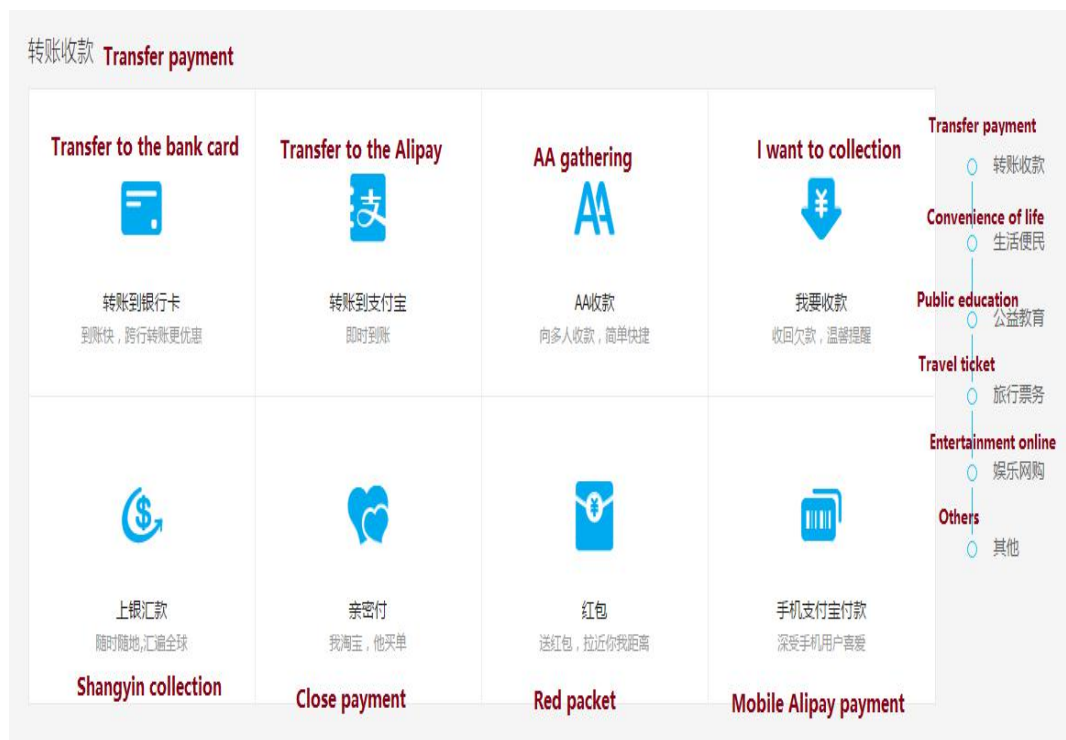 转账收款 Transfer payment
Transfer to the bank card
转账到银行卡
到账快，跨行转账更优惠
Transfer to the Alipay
支
转账到支付宝
即时到账
AA gathering
AA
AA收款
向多人收款，简单快捷
I want to collection
¥
我要收款
收回欠款，温馨提醒
$
上银汇款
随时随地,汇遍全球
Shangyin collection
亲密付
我淘宝，他买单
Close payment
¥
红包
送红包，拉近你我距离
Red packet
手机支付宝付款
深受手机用户喜爱
Mobile Alipay payment
Transfer payment
转账收款
Convenience of life
生活便民
Public education
公益教育
Travel ticket
旅行票务
Entertainment online
娱乐网购
Others
其他